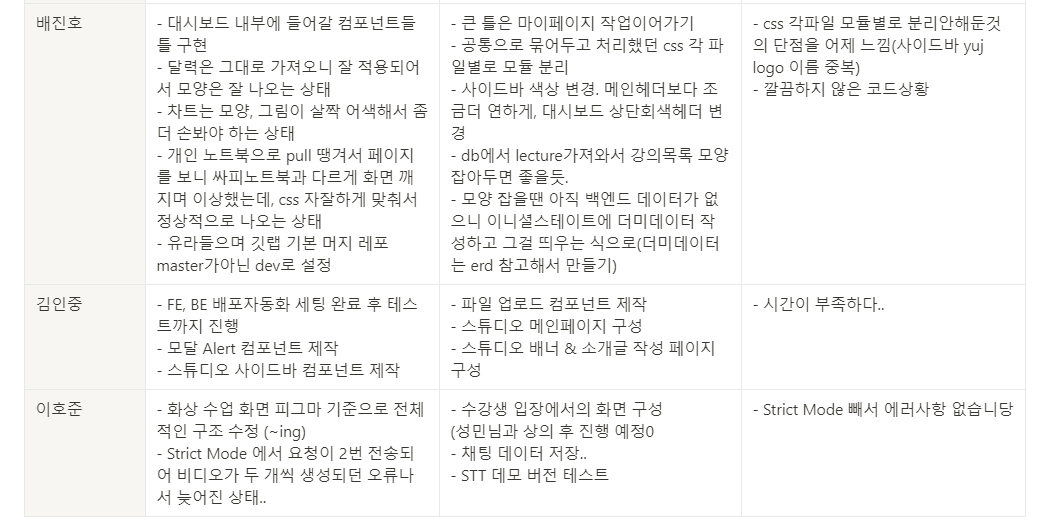 배진호
- 대시보드 내부에 들어갈 컴포넌트들
틀 구현
- 달력은 그대로 가져오니 잘 적용되어
서 모양은 잘 나오는 상태
- 차트는 모양, 그림이 살짝 어색해서 좀
더 손봐야 하는 상태
- 개인 노트북으로 pull 땡겨서 페이지
를 보니 싸피노트북과 다르게 화면 깨
지며 이상했는데, css 자잘하게 맞춰서
정상적으로 나오는 상태
- 유라들으며 깃랩 기본 머지 레포
master가아닌 dev로 설정
- 큰 틀은 마이페이지 작업이어가기
- 공통으로 묶어두고 처리했던 css 각 파
일별로 모듈 분리
- 사이드바 색상 변경. 메인헤더보다 조
금더 연하게, 대시보드 상단회색헤더 변
경
- db에서 lecture가져와서 강의목록 모양
잡아두면 좋을듯.
- 모양 잡을땐 아직 백엔드 데이터가 없
으니 이니셜스테이트에 더미데이터 작
성하고 그걸 띄우는 식으로(더미데이터
는 erd 참고해서 만들기)
- css 각파일 모듈별로 분리안해둔것
의 단점을 어제 느낌(사이드바 yuj
logo 이름 중복)
- 깔끔하지 않은 코드상황
김인중
- FE, BE 배포자동화 세팅 완료 후 테스
트까지 진행
- 모달 Alert 컴포넌트 제작
- 스튜디오 사이드바 컴포넌트 제작
- 파일 업로드 컴포넌트 제작
- 스튜디오 메인페이지 구성
- 스튜디오 배너 & 소개글 작성 페이지
구성
- 시간이 부족하다..
이호준
- 화상 수업 화면 피그마 기준으로 전체
적인 구조 수정 (~ing)
- Strict Mode 에서 요청이 2번 전송되
어 비디오가 두 개씩 생성되던 오류나
서 늦어진 상태..
- 수강생 입장에서의 화면 구성
(성민님과 상의 후 진행 예정0
- 채팅 데이터 저장..
- STT 데모 버전 테스트
- Strict Mode 빼서 에러사항 없습니당